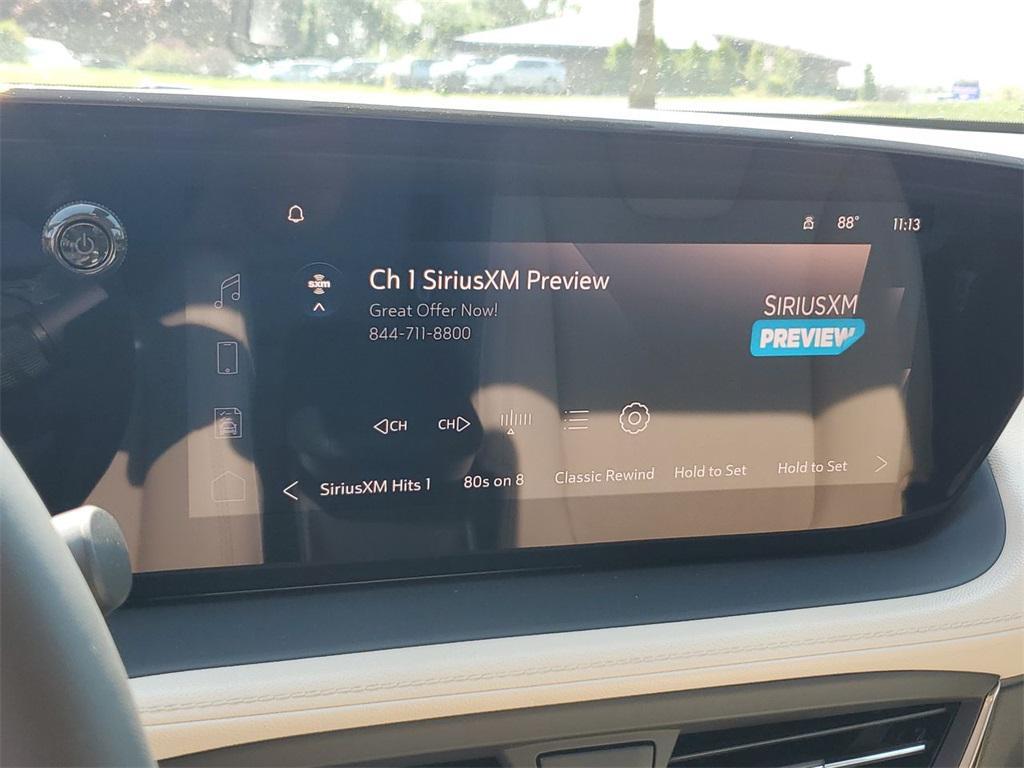 88° 11:13
sxm
Ch 1 SiriusXM Preview
Great Offer Now!
844-711-8800
SIRIUSXM
PREVIEW
CH CH
SiriusXM Hits 1 80s on 8 Classic Rewind Hold to Set Hold to Set